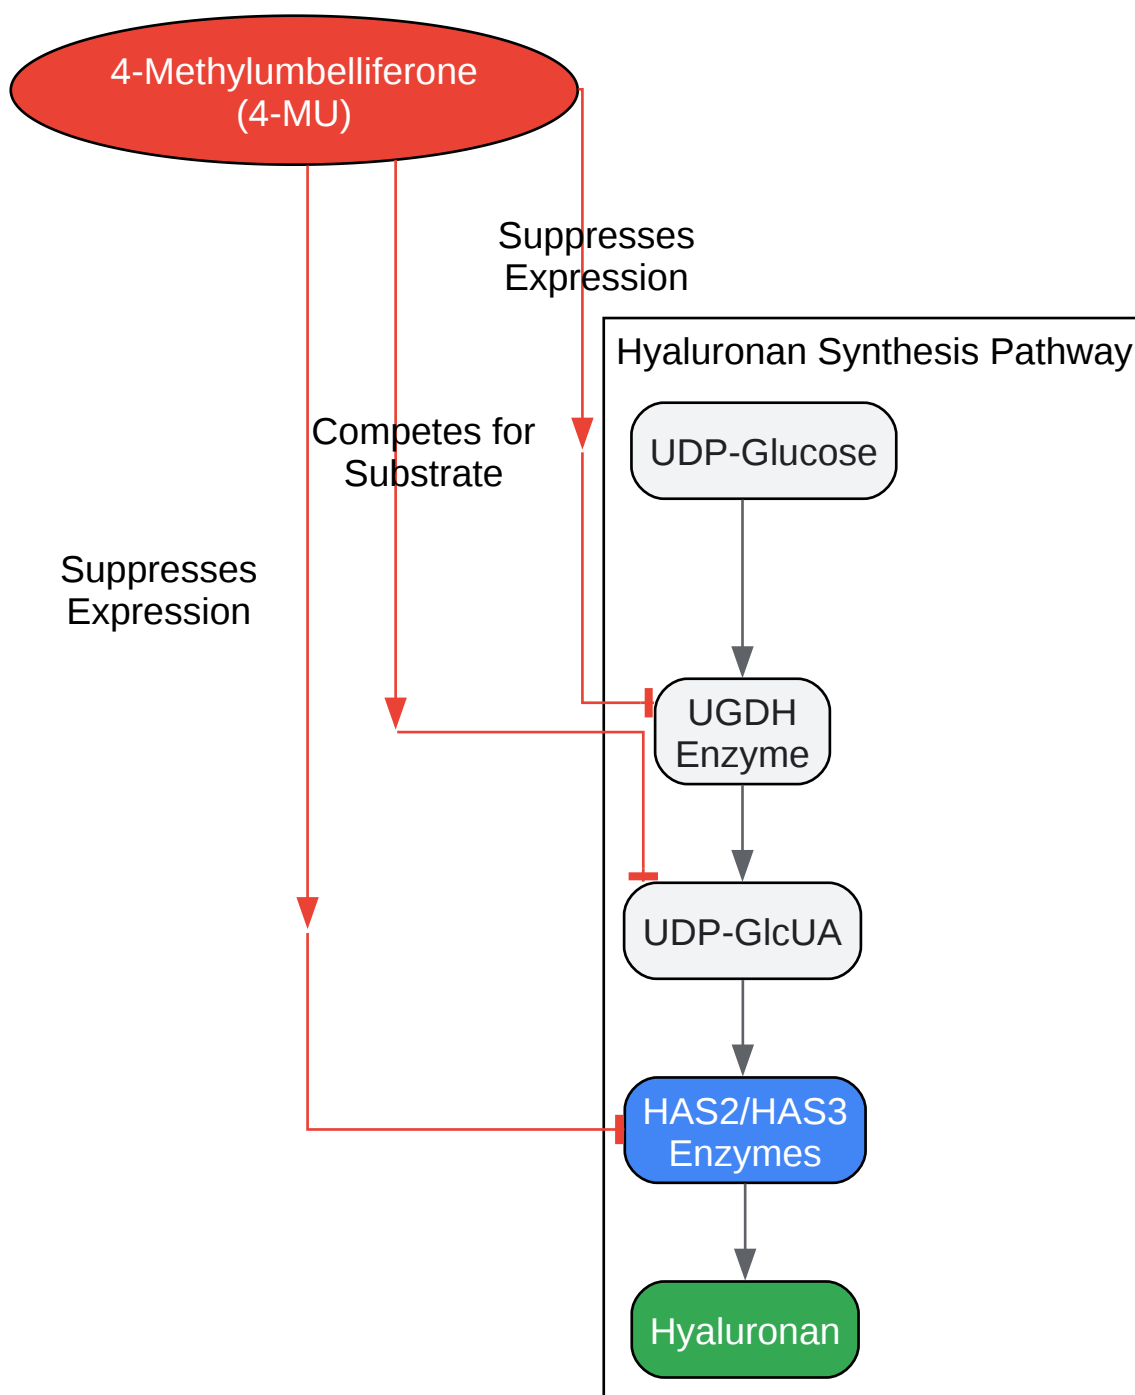 4-Methylumbelliferone
(4-MU)
Suppresses
Expression
Hyaluronan Synthesis Pathway
Competes for
Substrate
UDP-Glucose
Suppresses
Expression
UGDH
Enzyme
UDP-GlcUA
HAS2/HAS3
Enzymes
Hyaluronan